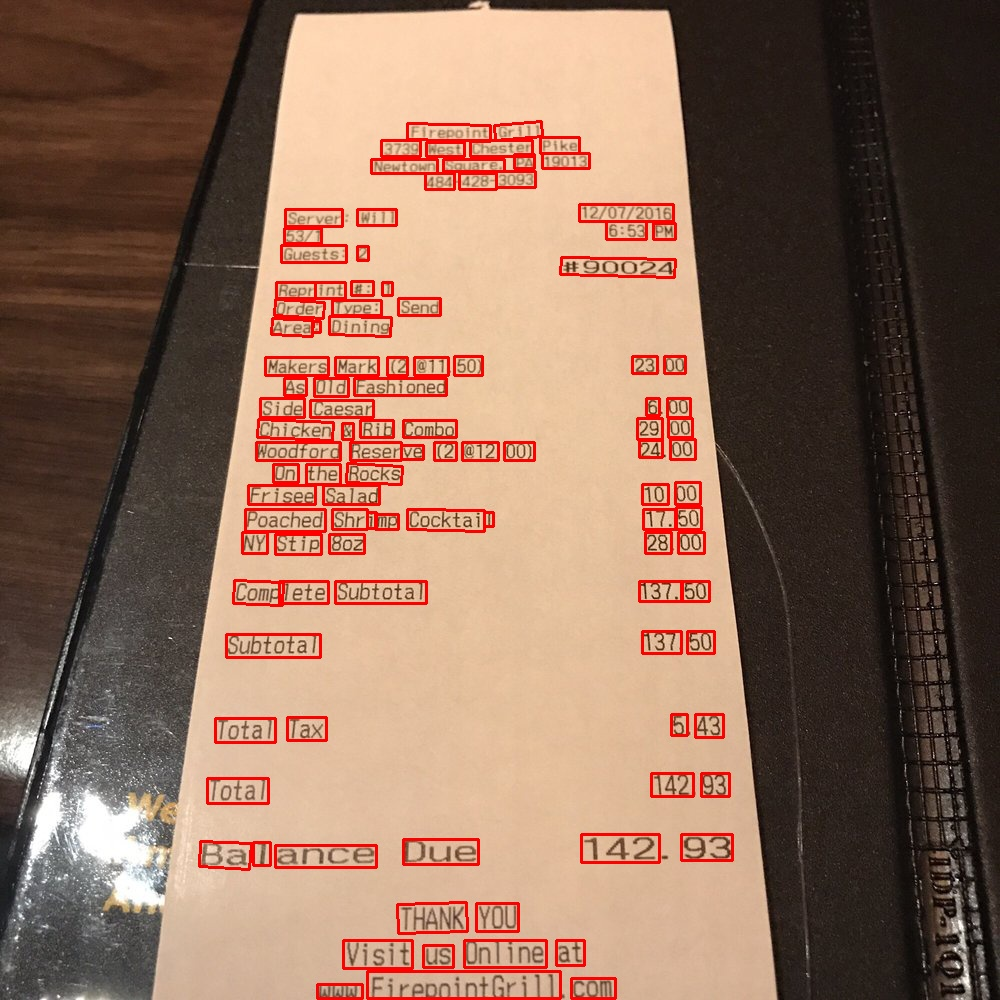 Firepoint Grill
3739 West Chester Pike
Newtown Square, PA 19013
484-428-3093
Server: Will 12/07/2016
53/1 6:53 PM
Guests: 2
#90024
Reprint #: 1
Order Type: Send
Area: Dining
Makers Mark (2 @11.50) 23.00
As Old Fashioned
Side Caesar 6.00
Chicken & Rib Combo 29.00
Woodford Reserve (2 @12.00) 24.00
On the Rocks
Frisee Salad 10.00
Poached Shrimp Cocktail 17.50
NY Stip 8oz 28.00
Complete Subtotal 137.50
Subtotal 137.50
Total Tax 5.43
Total 142.93
Balance Due 142.93
THANK YOU
Visit us Online at
www.FirepointGrill.com
We